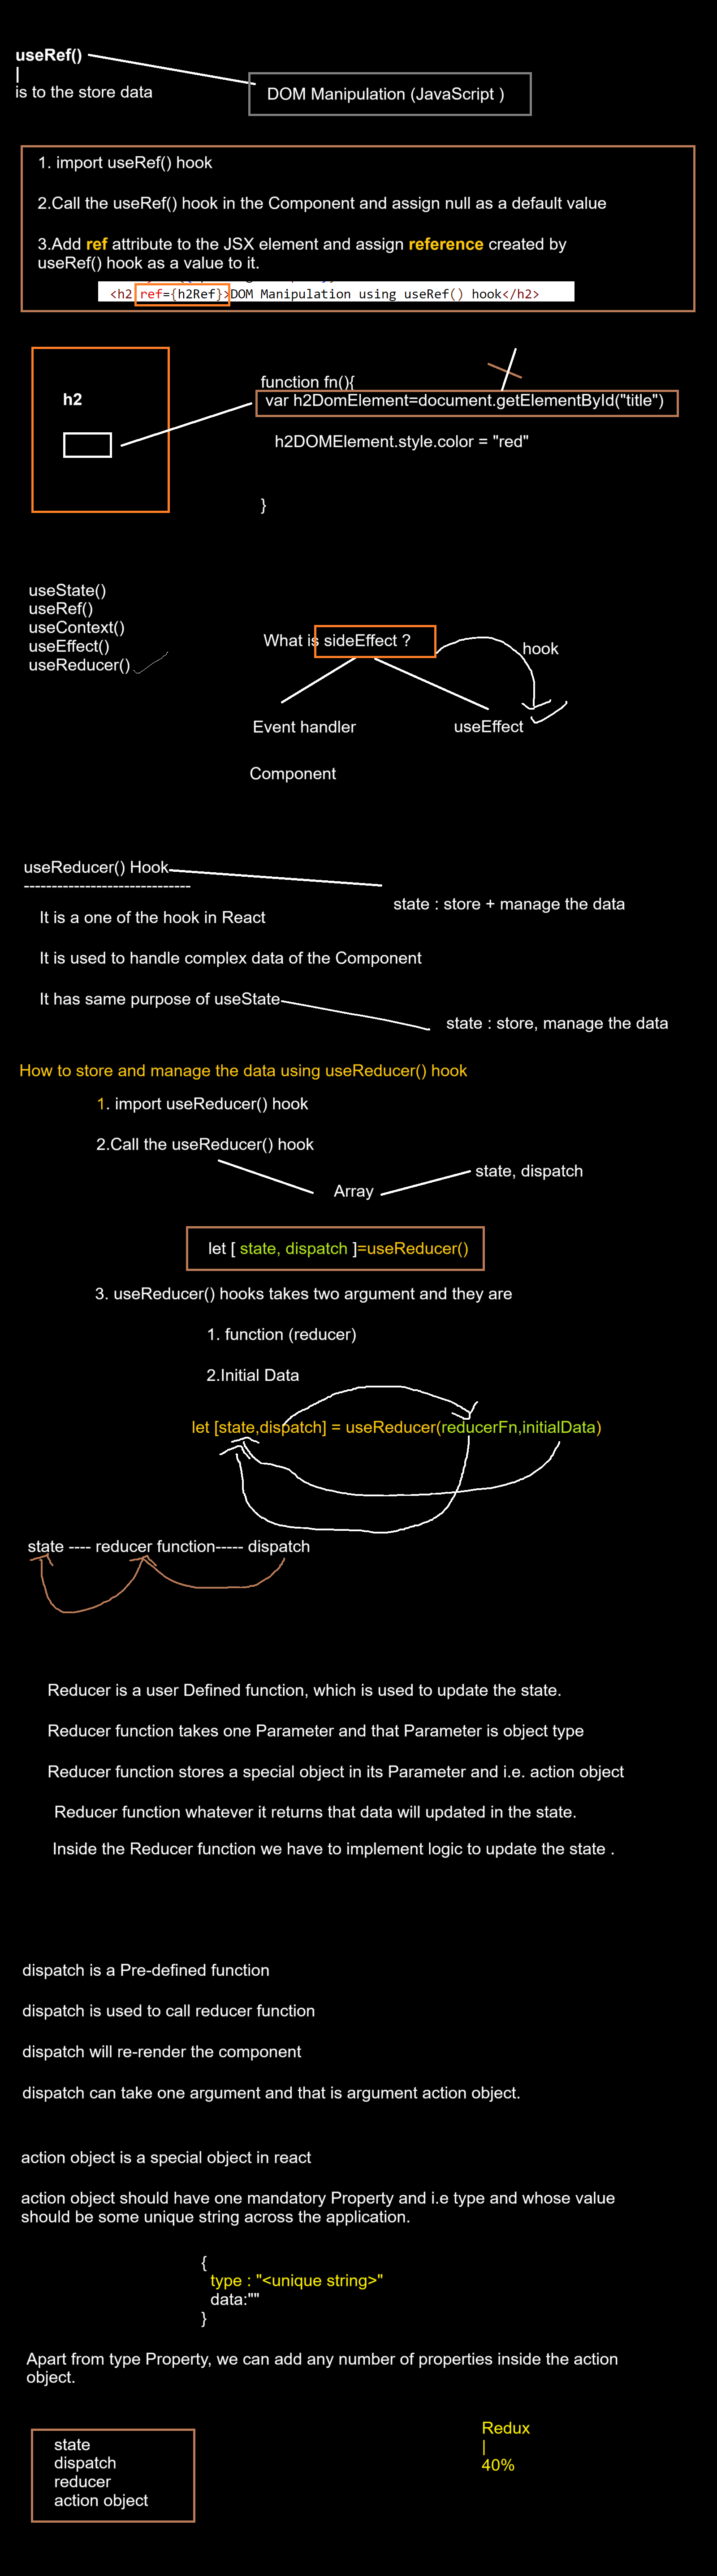 useRef()
|
is to the store data
DOM Manipulation (JavaScript )
1. import useRef() hook
2.Call the useRef() hook in the Component and assign null as a default value
3.Add ref attribute to the JSX element and assign reference created by
useRef() hook as a value to it.
<h2 ref={h2Ref}>DOM Manipulation using useRef() hook</h2>
h2
function fn(){
var h2DomElement=document.getElementById("title")
h2DOMElement.style.color = "red"
}
useState()
useRef()
useContext()
useEffect()
useReducer()
What is sideEffect ?
hook
Event handler
useEffect
Component
useReducer() Hook
------------------------------
state : store + manage the data
It is a one of the hook in React
It is used to handle complex data of the Component
It has same purpose of useState
state : store, manage the data
How to store and manage the data using useReducer() hook
1. import useReducer() hook
2.Call the useReducer() hook
state, dispatch
Array
let [ state, dispatch ]=useReducer()
3. useReducer() hooks takes two argument and they are
1. function (reducer)
2.Initial Data
let [state,dispatch] = useReducer(reducerFn,initialData)
state ---- reducer function----- dispatch
Reducer is a user Defined function, which is used to update the state.
Reducer function takes one Parameter and that Parameter is object type
Reducer function stores a special object in its Parameter and i.e. action object
Reducer function whatever it returns that data will updated in the state.
Inside the Reducer function we have to implement logic to update the state .
dispatch is a Pre-defined function
dispatch is used to call reducer function
dispatch will re-render the component
dispatch can take one argument and that is argument action object.
action object is a special object in react
action object should have one mandatory Property and i.e type and whose value
should be some unique string across the application.
{
type : "<unique string>"
data:""
}
Apart from type Property, we can add any number of properties inside the action
object.
state
dispatch
reducer
action object
Redux
|
40%